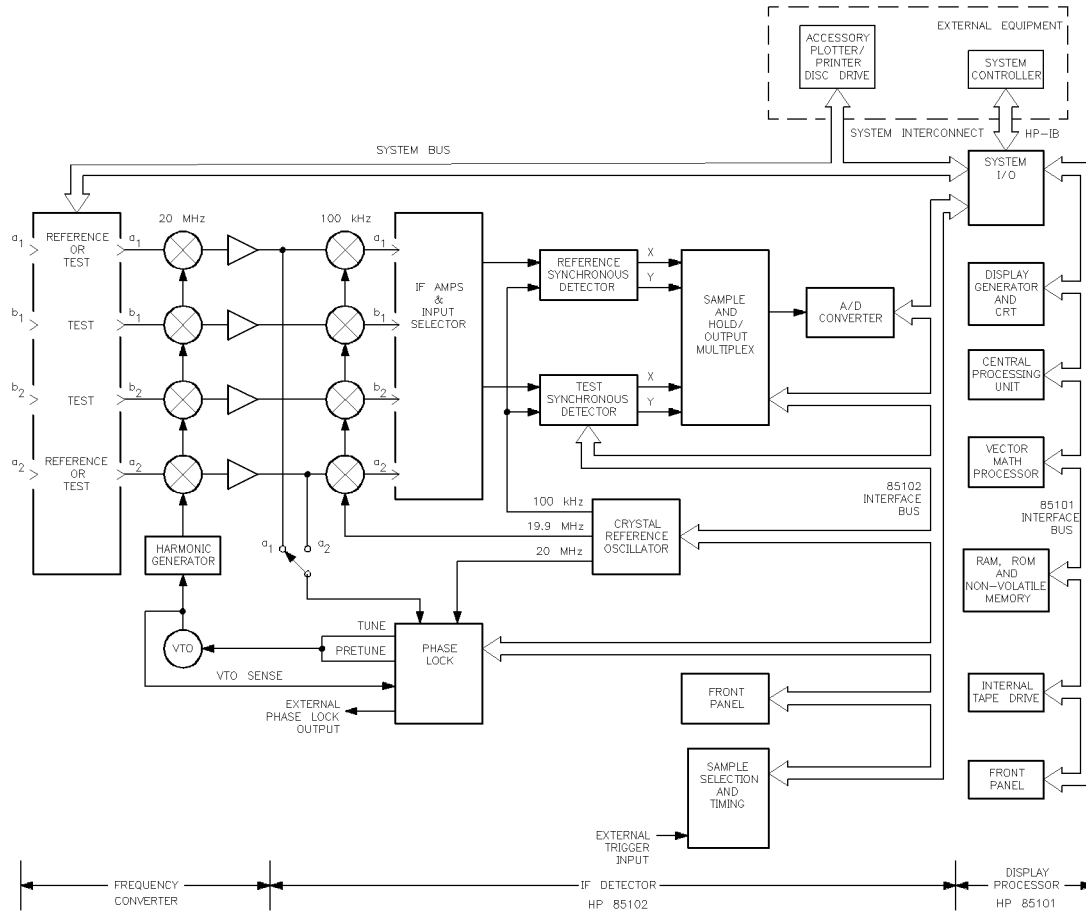 EXTERNAL EQUIPMENT
ACCESSORY
PLOTTER/
PRINTER
DISC DRIVE
SYSTEM
CONTROLLER
SYSTEM INTERCONNECT
HP-IB
SYSTEM BUS
SYSTEM
I/O
20 MHz
100 kHz
a1
REFERENCE
OR
TEST
a1
a1
b1
TEST
b1
b1
b2
TEST
b2
b2
a2
REFERENCE
OR
TEST
a2
a2
IF AMPS
&
INPUT
SELECTOR
REFERENCE
SYNCHRONOUS
DETECTOR
X
Y
TEST
SYNCHRONOUS
DETECTOR
X
Y
SAMPLE
AND
HOLD/
OUTPUT
MULTIPLEX
A/D
CONVERTER
DISPLAY
GENERATOR
AND
CRT
CENTRAL
PROCESSING
UNIT
VECTOR
MATH
PROCESSOR
85102
INTERFACE
BUS
85101
INTERFACE
BUS
100 kHz
19.9 MHz
20 MHz
CRYSTAL
REFERENCE
OSCILLATOR
RAM, ROM
AND
NON-VOLATILE
MEMORY
HARMONIC
GENERATOR
a1
a2
VTO
TUNE
PRETUNE
VTO SENSE
PHASE
LOCK
EXTERNAL
PHASE LOCK
OUTPUT
FRONT
PANEL
INTERNAL
TAPE DRIVE
SAMPLE
SELECTION
AND
TIMING
FRONT
PANEL
EXTERNAL
TRIGGER
INPUT
FREQUENCY
CONVERTER
IF DETECTOR
HP 85102
DISPLAY
PROCESSOR
HP 85101